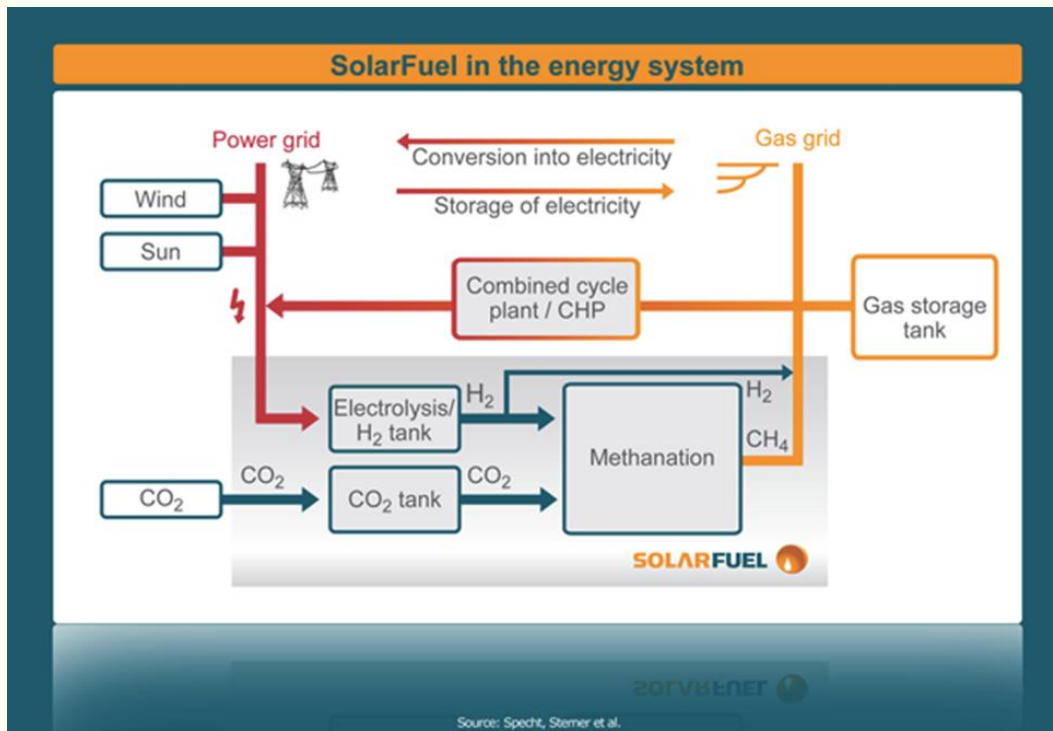 SolarFuel in the energy system
Power grid
Conversion into electricity
Gas grid
Storage of electricity
Wind
Sun
Combined cycle
plant / CHP
Gas storage
tank
Electrolysis/
H₂ tank
H₂
H₂
Methanation
CH₄
CO₂
CO₂
CO₂ tank
CO₂
SOLARFUEL
SOLARFUEL
Source: Specht, Sterner et al.